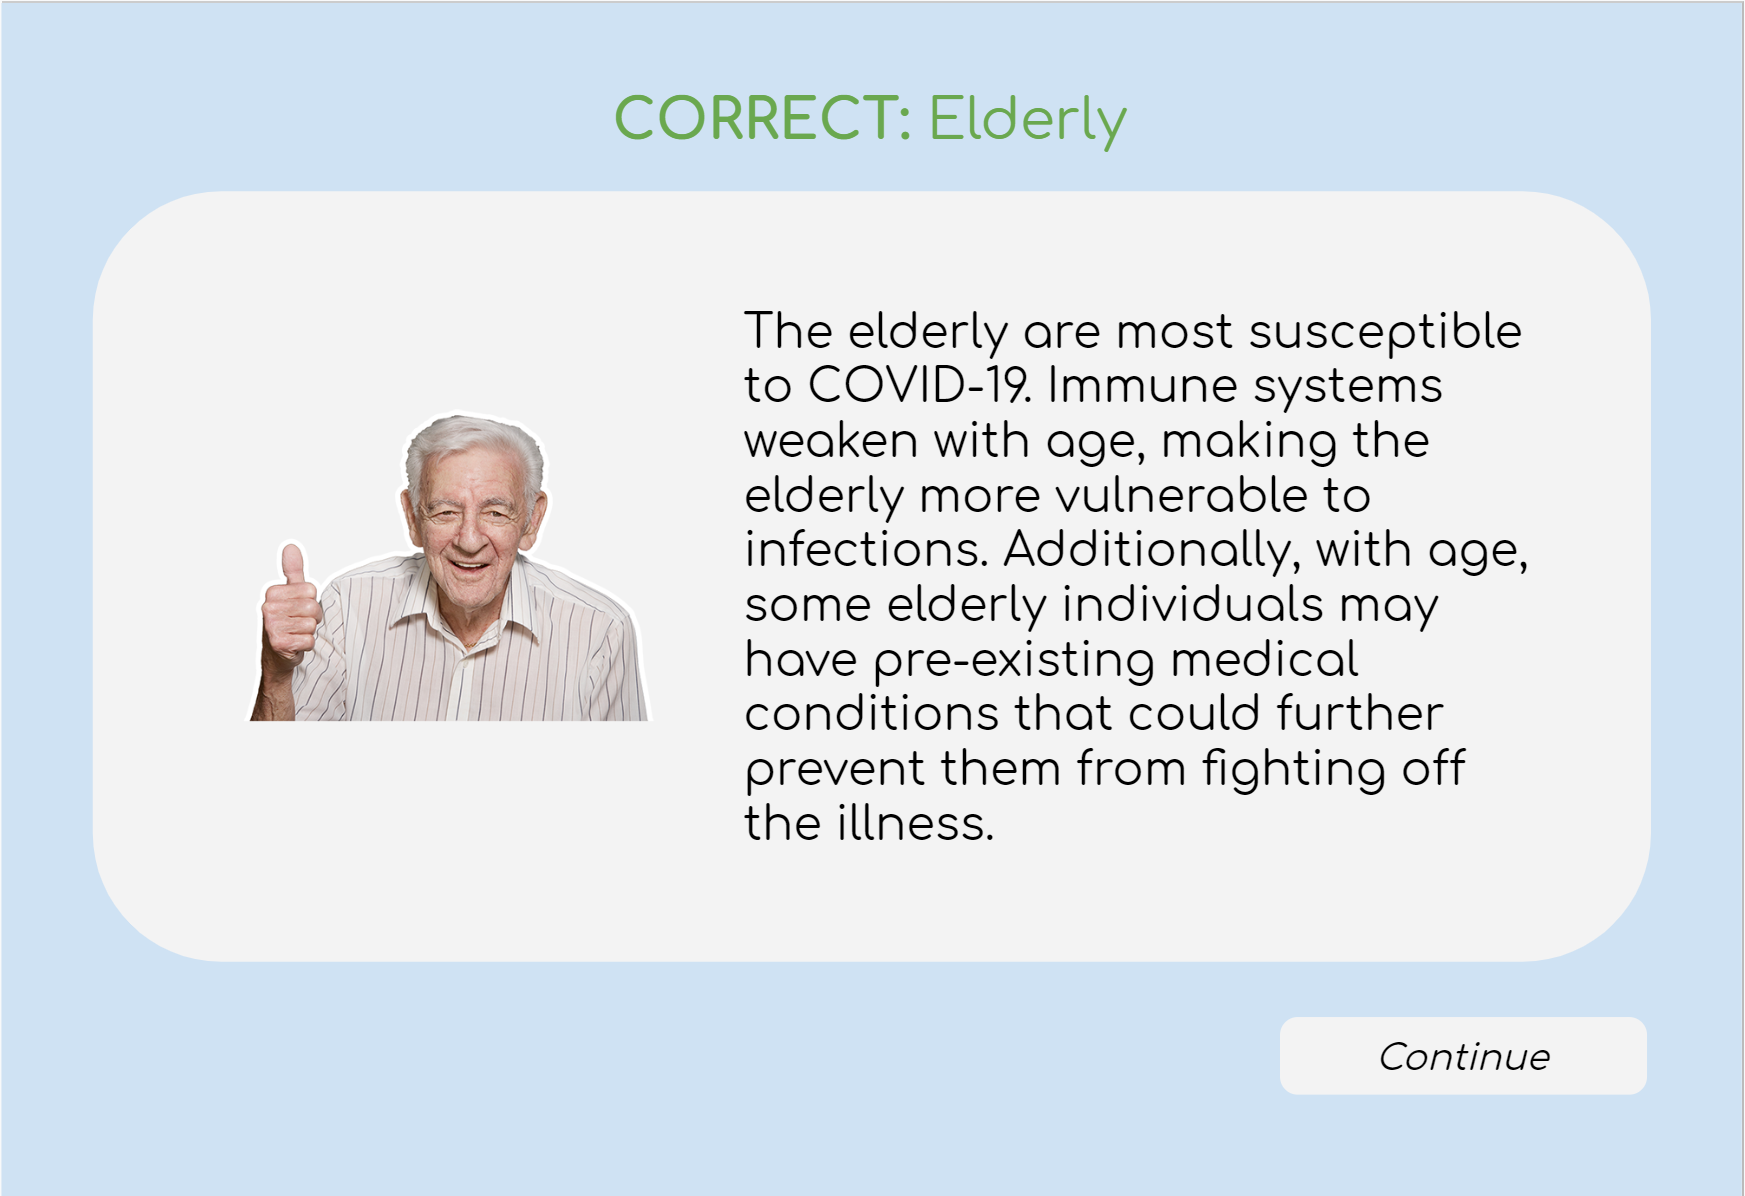 CORRECT: Elderly
The elderly are most susceptible
to COVID-19. Immune systems
weaken with age, making the
elderly more vulnerable to
infections. Additionally, with age,
some elderly individuals may
have pre-existing medical
conditions that could further
prevent them from fighting off
the illness.
Continue